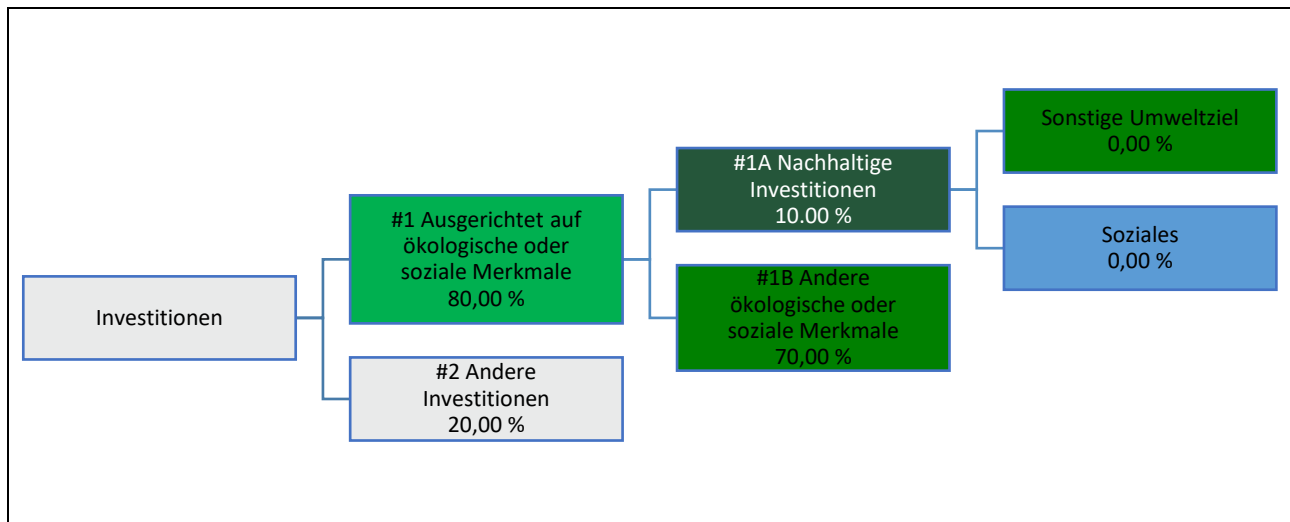 Investitionen
#1 Ausgerichtet auf
ökologische oder
soziale Merkmale
80,00 %
#2 Andere
Investitionen
20,00 %
#1A Nachhaltige
Investitionen
10.00 %
#1B Andere
ökologische oder
soziale Merkmale
70,00 %
Sonstige Umweltziel
0,00 %
Soziales
0,00 %